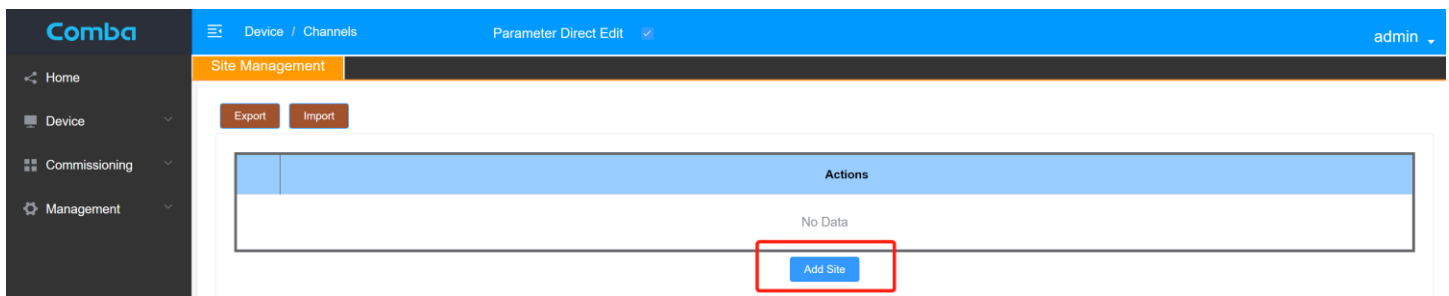 Comba
Device / Channels
Parameter Direct Edit
admin
Home
Site Management
Export
Import
Device
Commissioning
Actions
Management
No Data
Add Site